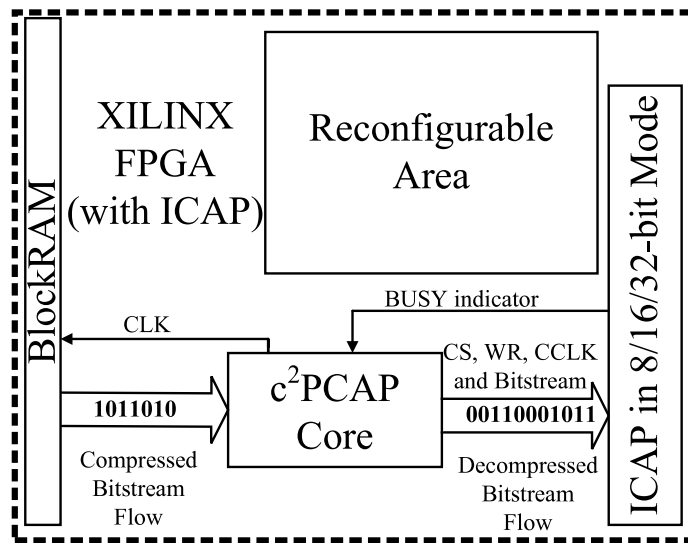 BlockRAM
XILINX
FPGA
(with ICAP)
Reconfigurable
Area
ICAP in 8/16/32-bit Mode
BUSY indicator
CLK
c²PCAP
Core
CS, WR, CCLK
and Bitstream
1011010
00110001011
Compressed
Bitstream
Flow
Decompressed
Bitstream
Flow